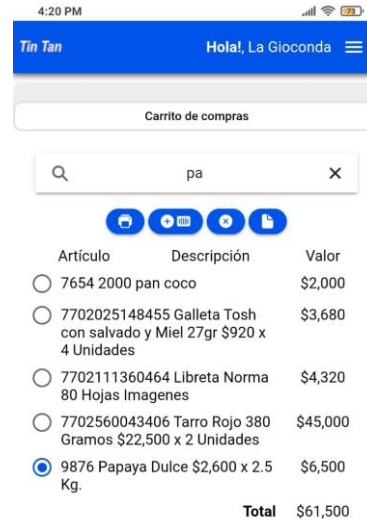 4:20 PM
73
Tin Tan
Hola!, La Gioconda
Carrito de compras
pa
Artículo Descripción Valor
7654 2000 pan coco $2,000
7702025148455 Galleta Tosh $3,680
con salvado y Miel 27gr $920 x
4 Unidades
7702111360464 Libreta Norma $4,320
80 Hojas Imagenes
7702560043406 Tarro Rojo 380 $45,000
Gramos $22,500 x 2 Unidades
9876 Papaya Dulce $2,600 x 2.5 $6,500
Kg.
Total $61,500